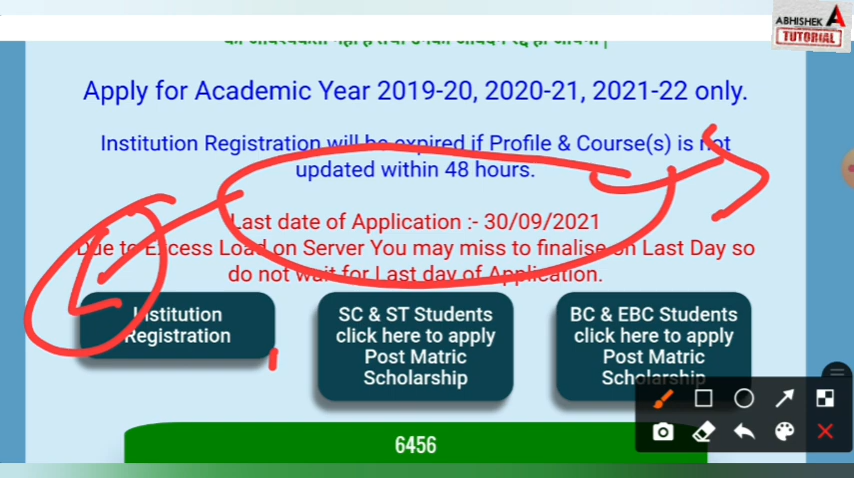 ABHISHEK A
TUTORIAL
Apply for Academic Year 2019-20, 2020-21, 2021-22 only.
Institution Registration will be expired if Profile & Course(s) is not
updated within 48 hours.
Last date of Application :- 30/09/2021
Due to Excess Load on Server You may miss to finalise on Last Day so
do not wait for Last day of Application.
Institution
Registration
SC & ST Students
click here to apply
Post Matric
Scholarship
BC & EBC Students
click here to apply
Post Matric
Scholarship
6456